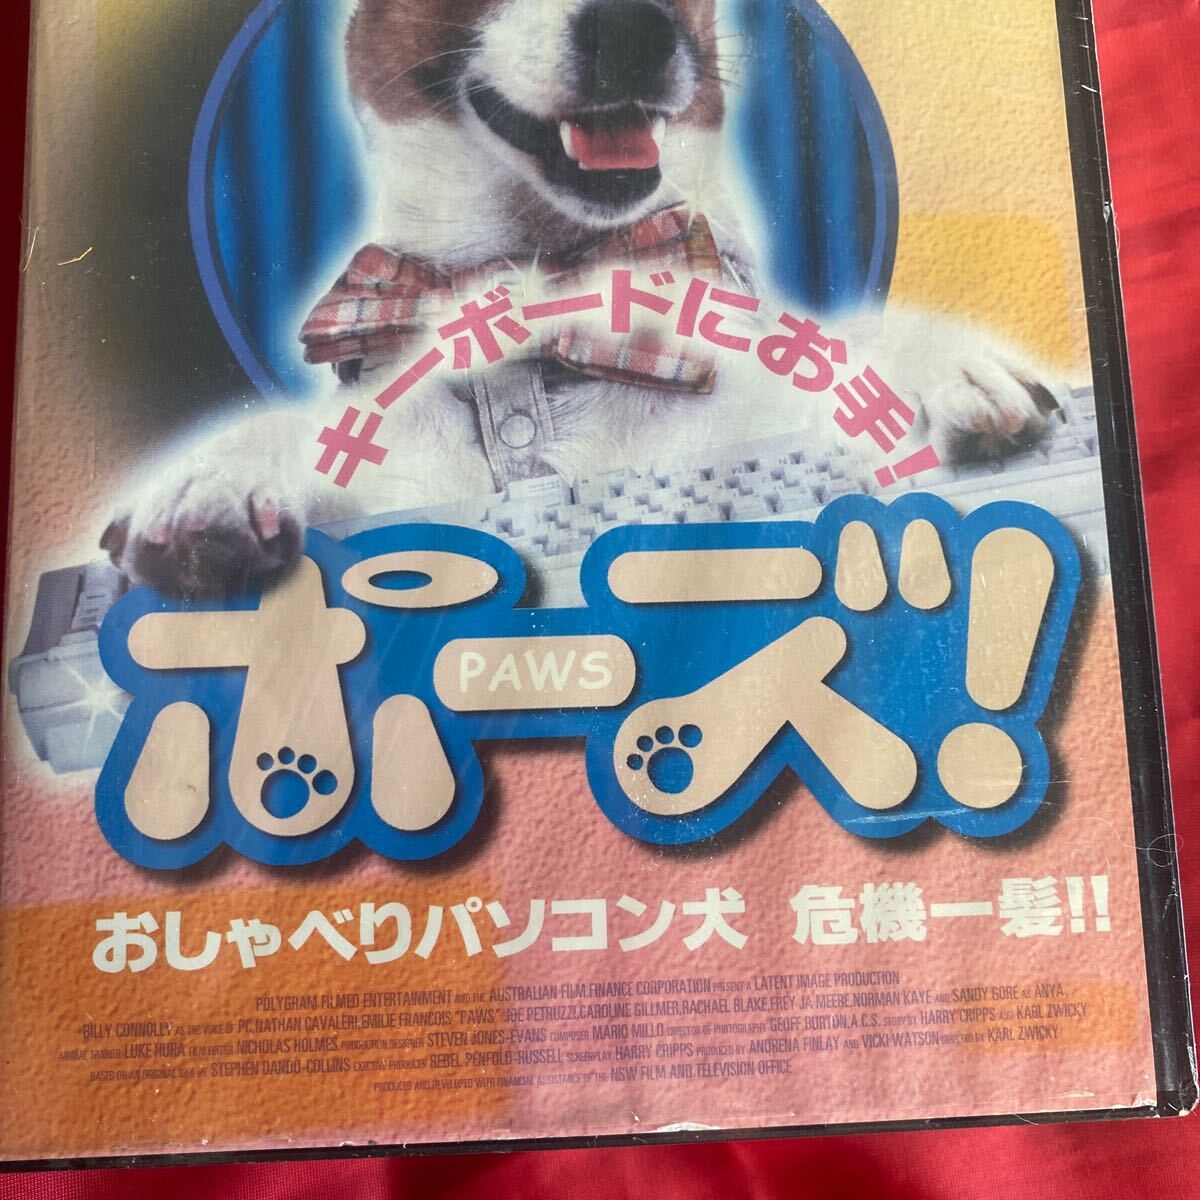 キーボードにお手!
ポーズ!
PAWS
おしゃべりパソコン犬 危機一髪!!
POLYGRAM FILMED ENTERTAINMENT AND THE AUSTRALIAN FILM FINANCE CORPORATION PRESENT A LATENT IMAGE PRODUCTION
BILLY CONNOLLY AS THE VOICE OF PC, NATHAN CAVALERI, EMILIE FRANCOIS "PAWS" JOE PETRUZZI, CAROLINE GILLMER, RACHAEL BLAKE, FREY JA MEERE, NORMAN KAYE AND SANDY GORE AS ANYA.
ANIMAL TRAINER LUKE HURA FILM EDITOR NICHOLAS HOLMES PRODUCTION DESIGNER STEVEN JONES-EVANS COMPOSER MARIO MILLO DIRECTOR OF PHOTOGRAPHY GEOFF BURTON, A.C.S. STORY BY HARRY CRIPPS AND KARL ZWICKY
BASED ON AN ORIGINAL IDEA BY STEPHEN DANDO-COLLINS EXECTIVE PRODUCER REBEL PENFOLD-RUSSELL SCREENPLAY HARRY CRIPPS PRODUCED BY ANDRENA FINLAY AND VICKI WATSON DIRECTED BY KARL ZWICKY
PRODUCED AND DEVELOPED WITH FINANCIAL ASSISTANCE OF THE NSW FILM AND TELEVISION OFFICE